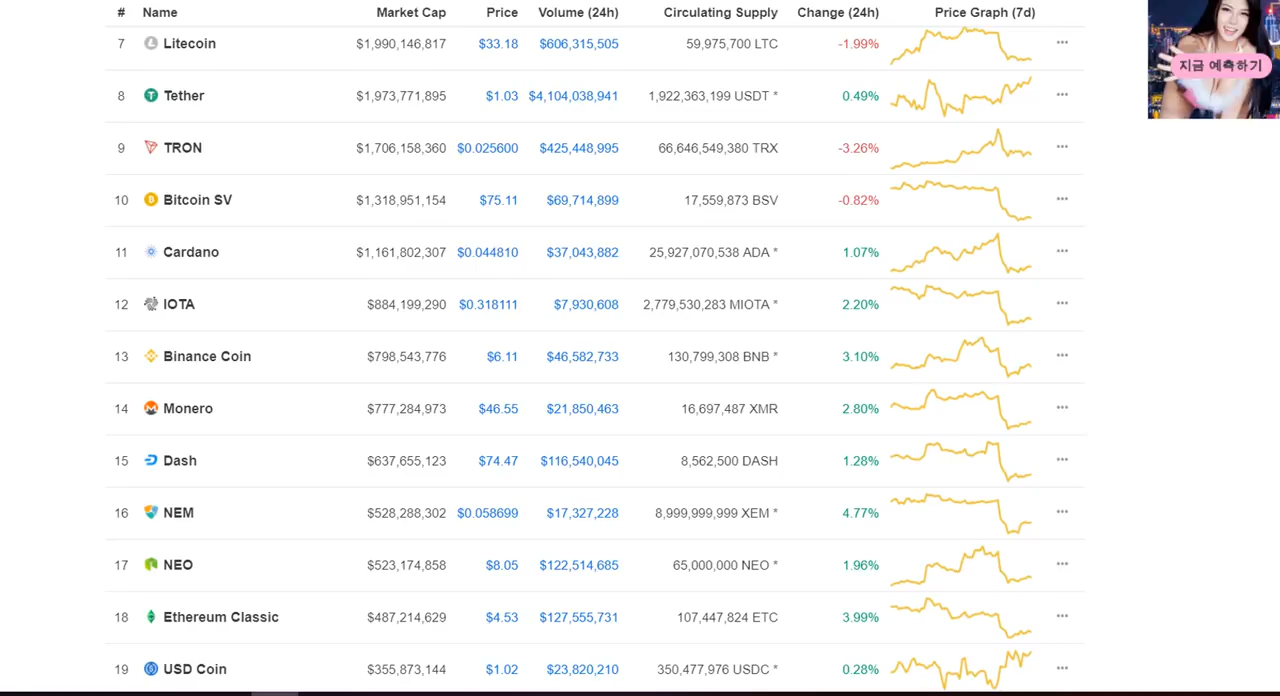 # Name Market Cap Price Volume (24h) Circulating Supply Change (24h) Price Graph (7d)
7 Litecoin $1,990,146,817 $33.18 $606,315,505 59,975,700 LTC -1.99%
지금 예측하기
8 Tether $1,973,771,895 $1.03 $4,104,038,941 1,922,363,199 USDT * 0.49%
9 TRON $1,706,158,360 $0.025600 $425,448,995 66,646,549,380 TRX -3.26%
10 Bitcoin SV $1,318,951,154 $75.11 $69,714,899 17,559,873 BSV -0.82%
11 Cardano $1,161,802,307 $0.044810 $37,043,882 25,927,070,538 ADA * 1.07%
12 IOTA $884,199,290 $0.318111 $7,930,608 2,779,530,283 MIOTA * 2.20%
13 Binance Coin $798,543,776 $6.11 $46,582,733 130,799,308 BNB * 3.10%
14 Monero $777,284,973 $46.55 $21,850,463 16,697,487 XMR 2.80%
15 Dash $637,655,123 $74.47 $116,540,045 8,562,500 DASH 1.28%
16 NEM $528,288,302 $0.058699 $17,327,228 8,999,999,999 XEM * 4.77%
17 NEO $523,174,858 $8.05 $122,514,685 65,000,000 NEO * 1.96%
18 Ethereum Classic $487,214,629 $4.53 $127,555,731 107,447,824 ETC 3.99%
19 USD Coin $355,873,144 $1.02 $23,820,210 350,477,976 USDC * 0.28%